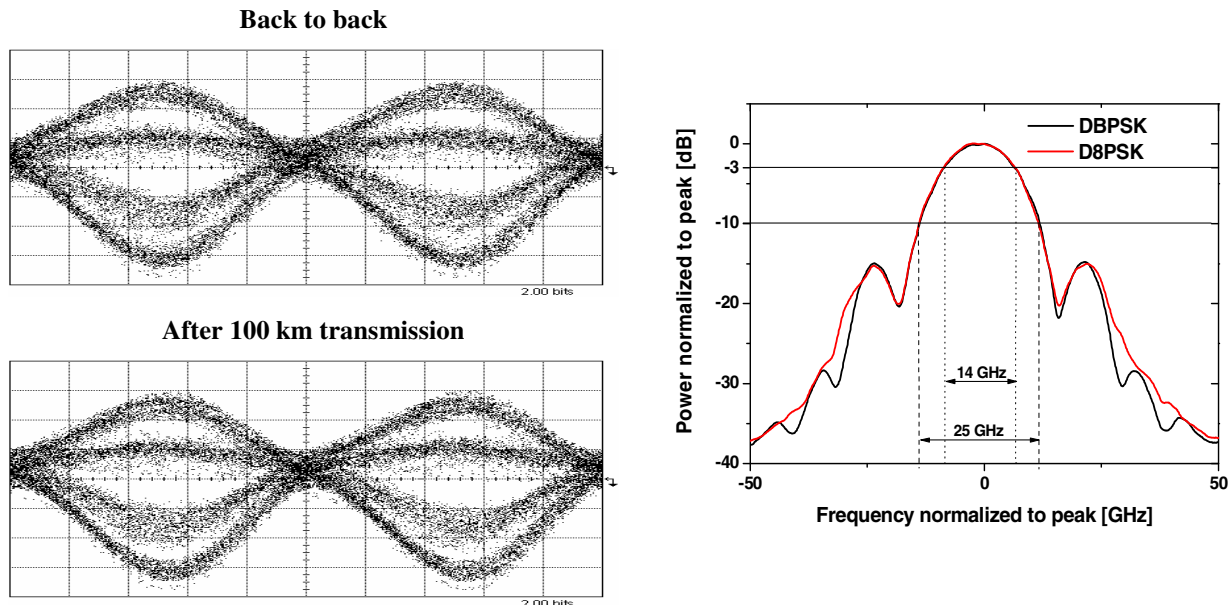 Back to back
2.00 bits
After 100 km transmission
2.00 bits
DBPSK
D8PSK
Power normalized to peak [dB]
0
-3
-10
-20
-30
-40
14 GHz
25 GHz
-50
0
50
Frequency normalized to peak [GHz]